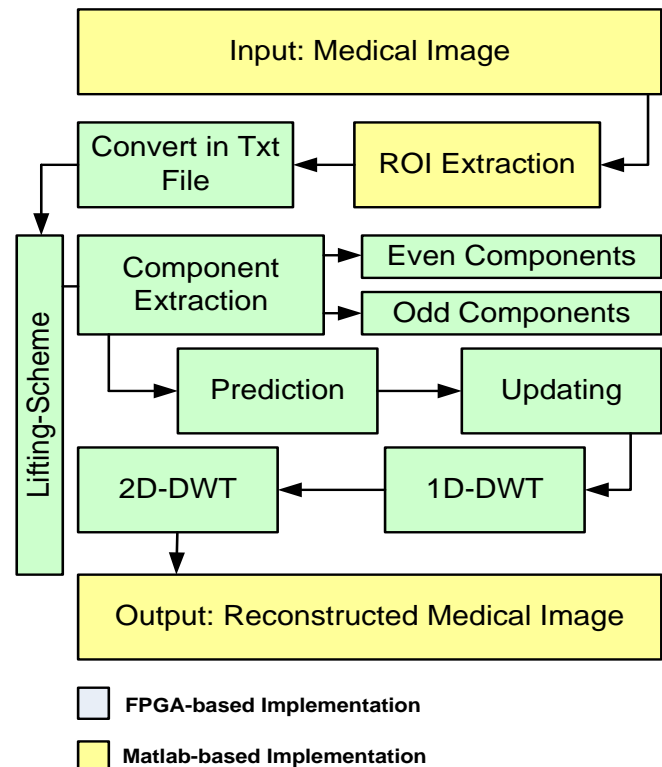 Input: Medical Image
Convert in Txt
File
ROI Extraction
Lifting-Scheme
Component
Extraction
Even Components
Odd Components
Prediction
Updating
2D-DWT
1D-DWT
Output: Reconstructed Medical Image
FPGA-based Implementation
Matlab-based Implementation